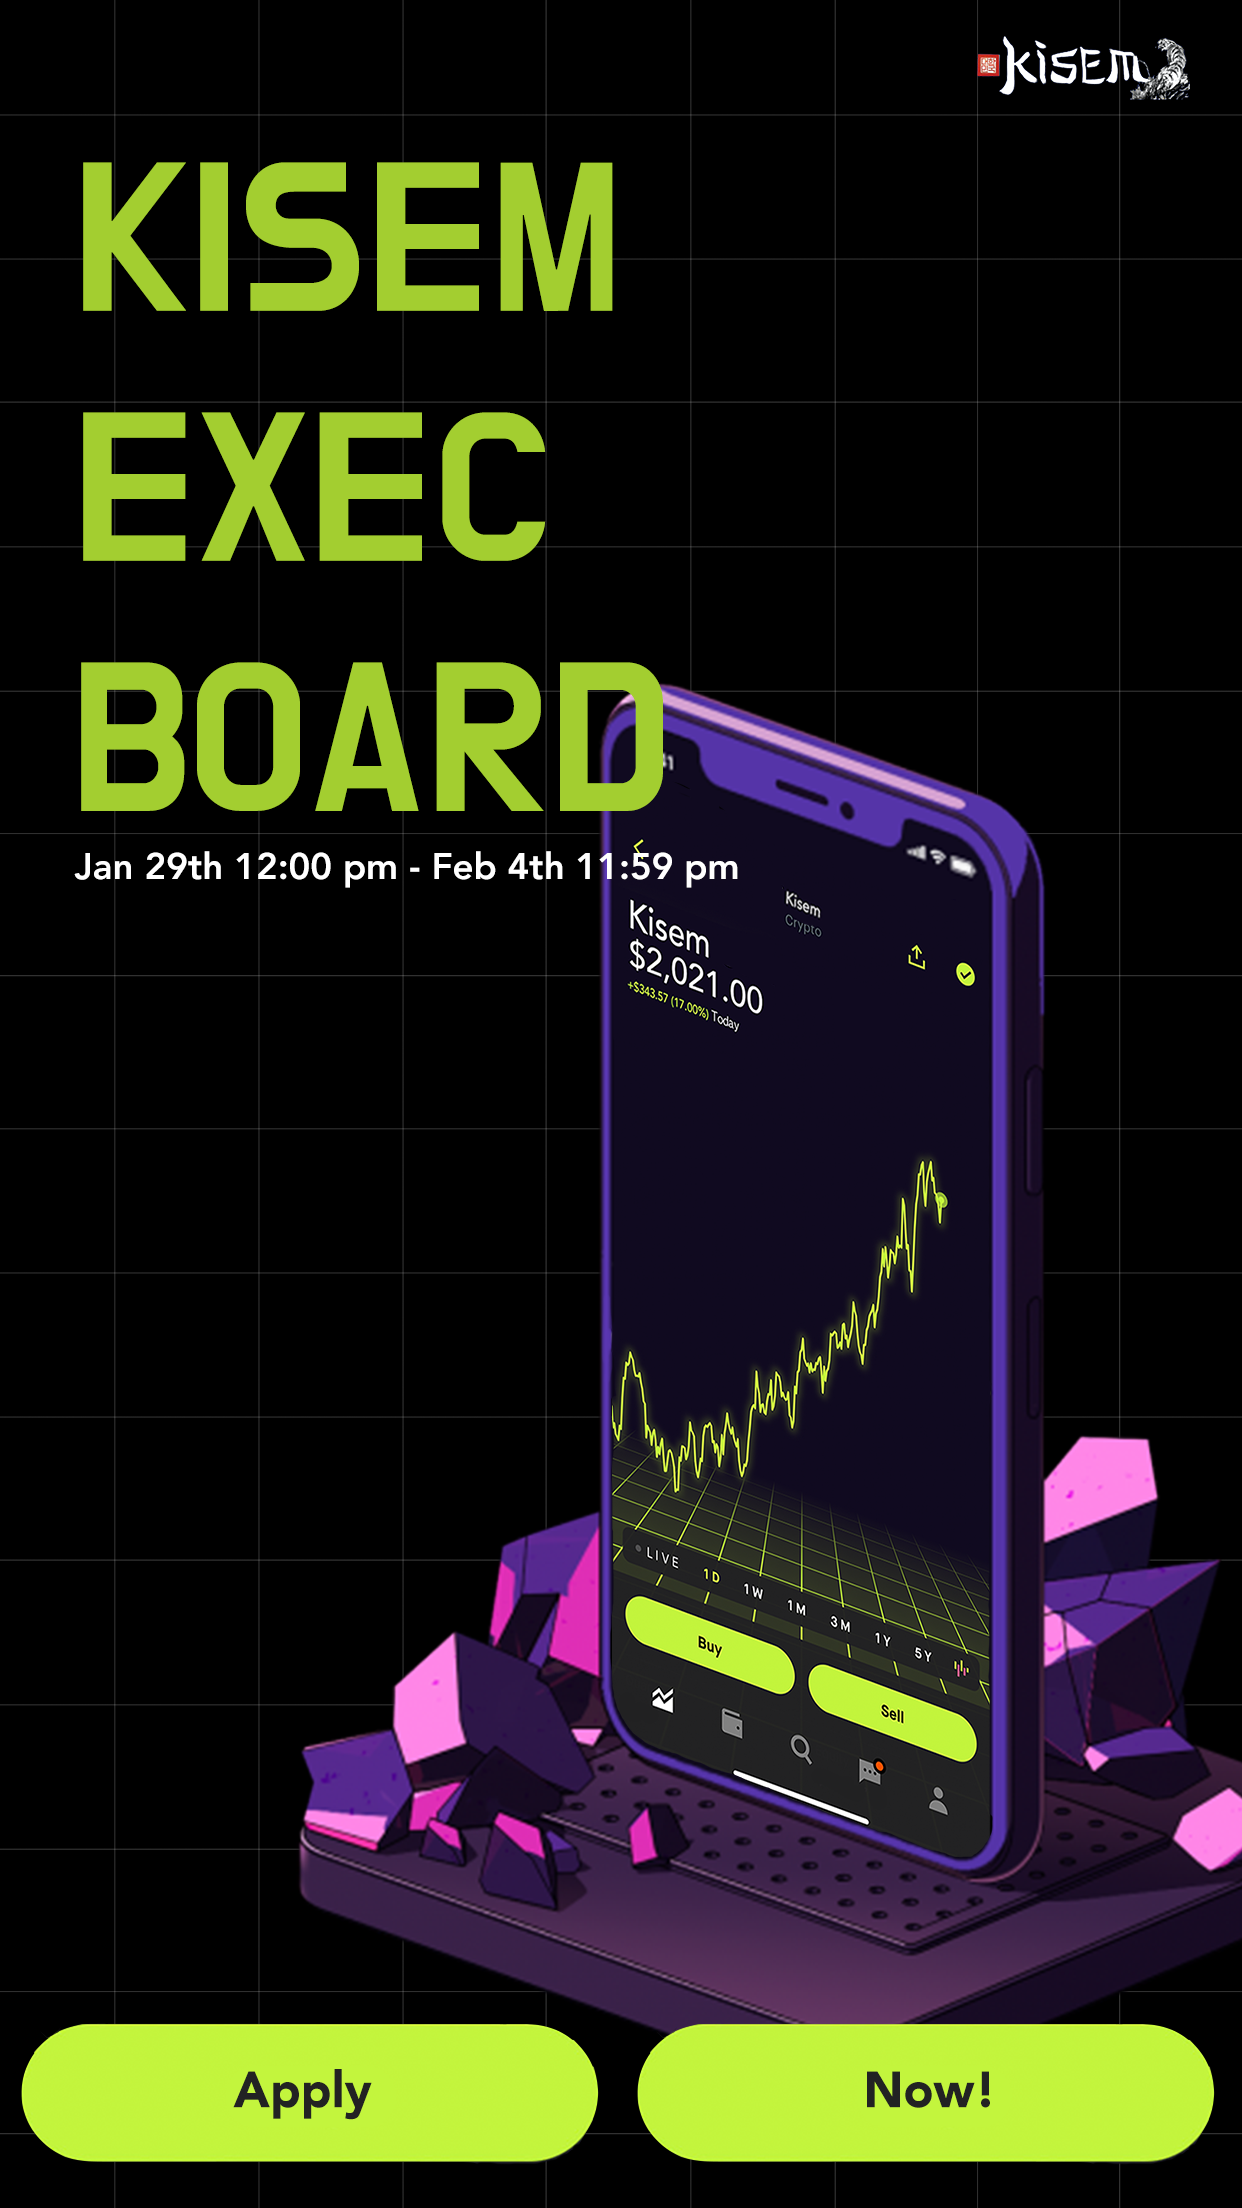 KISEM
KISEM
EXEC
BOARD
Jan 29th 12:00 pm - Feb 4th 11:59 pm
Kisem
Crypto
Kisem
$2,021.00
+$343.57 (17.00%) Today
LIVE 1D 1W 1M 3M 1Y 5Y
Buy Sell
Apply Now!